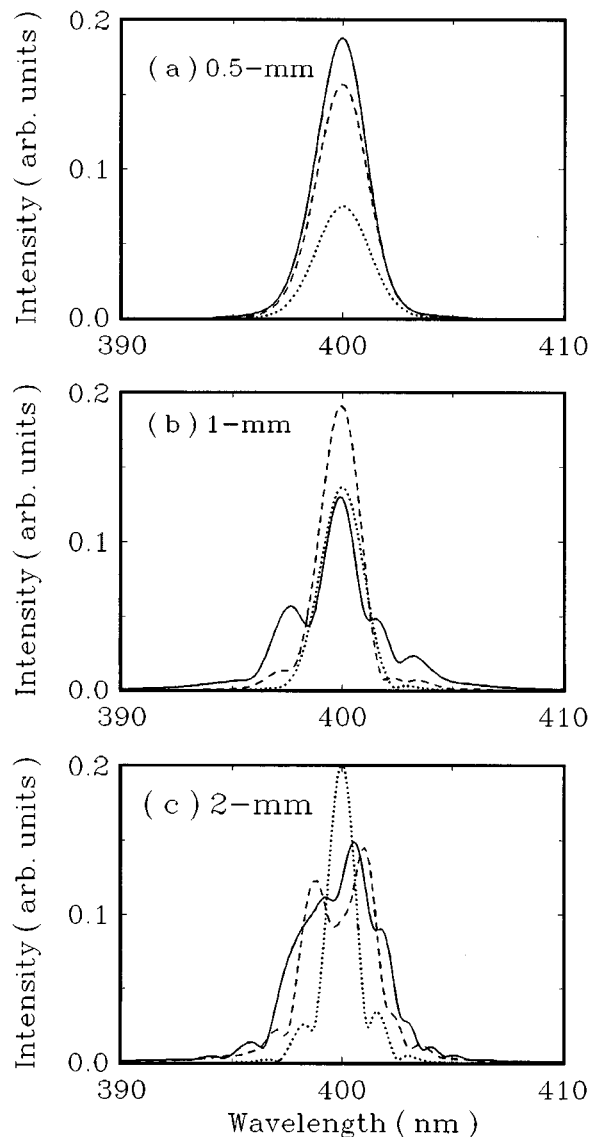 0.2
( a ) 0.5-mm
Intensity ( arb. units )
0.1
0.0
390 400 410
0.2
( b ) 1-mm
Intensity ( arb. units )
0.1
0.0
390 400 410
0.2
( c ) 2-mm
Intensity ( arb. units )
0.1
0.0
390 400 410
Wavelength ( nm )